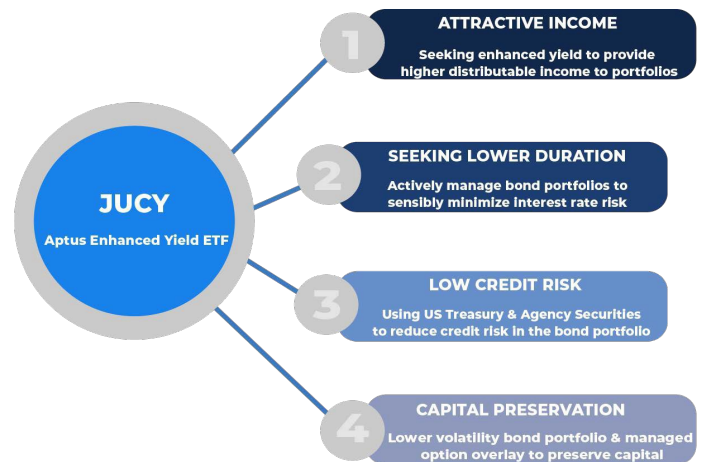 JUCY
Aptus Enhanced Yield ETF
1
ATTRACTIVE INCOME
Seeking enhanced yield to provide
higher distributable income to portfolios
2
SEEKING LOWER DURATION
Actively manage bond portfolios to
sensibly minimize interest rate risk
3
LOW CREDIT RISK
Using US Treasury & Agency Securities
to reduce credit risk in the bond portfolio
4
CAPITAL PRESERVATION
Lower volatility bond portfolio & managed
option overlay to preserve capital